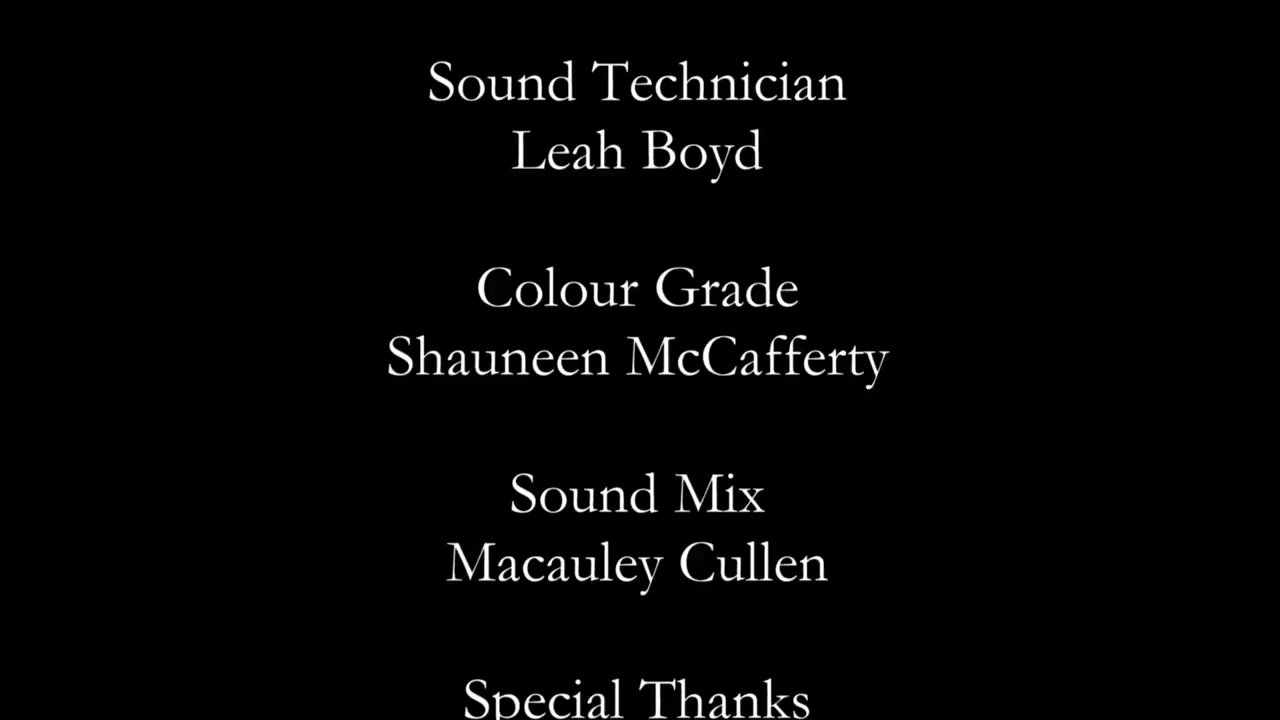 Sound Technician
Leah Boyd
Colour Grade
Shauneen McCafferty
Sound Mix
Macauley Cullen
Special Thanks